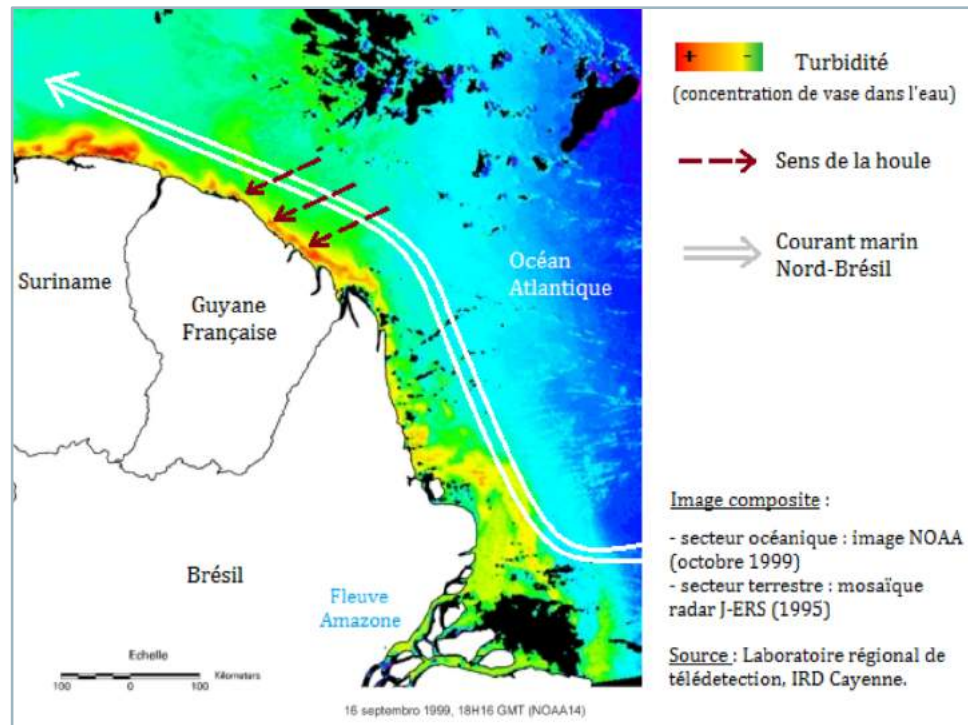 Suriname
Guyane
Française
Brésil
Océan
Atlantique
Fleuve
Amazone
Echelle
100 0 100 Kilometers
16 septembro 1999, 18H16 GMT (NOAA14)
+ -
Turbidité
(concentration de vase dans l'eau)
Sens de la houle
Courant marin
Nord-Brésil
Image composite :
- secteur océanique : image NOAA
(octobre 1999)
- secteur terrestre : mosaïque
radar J-ERS (1995)
Source : Laboratoire régional de
télédetection, IRD Cayenne.